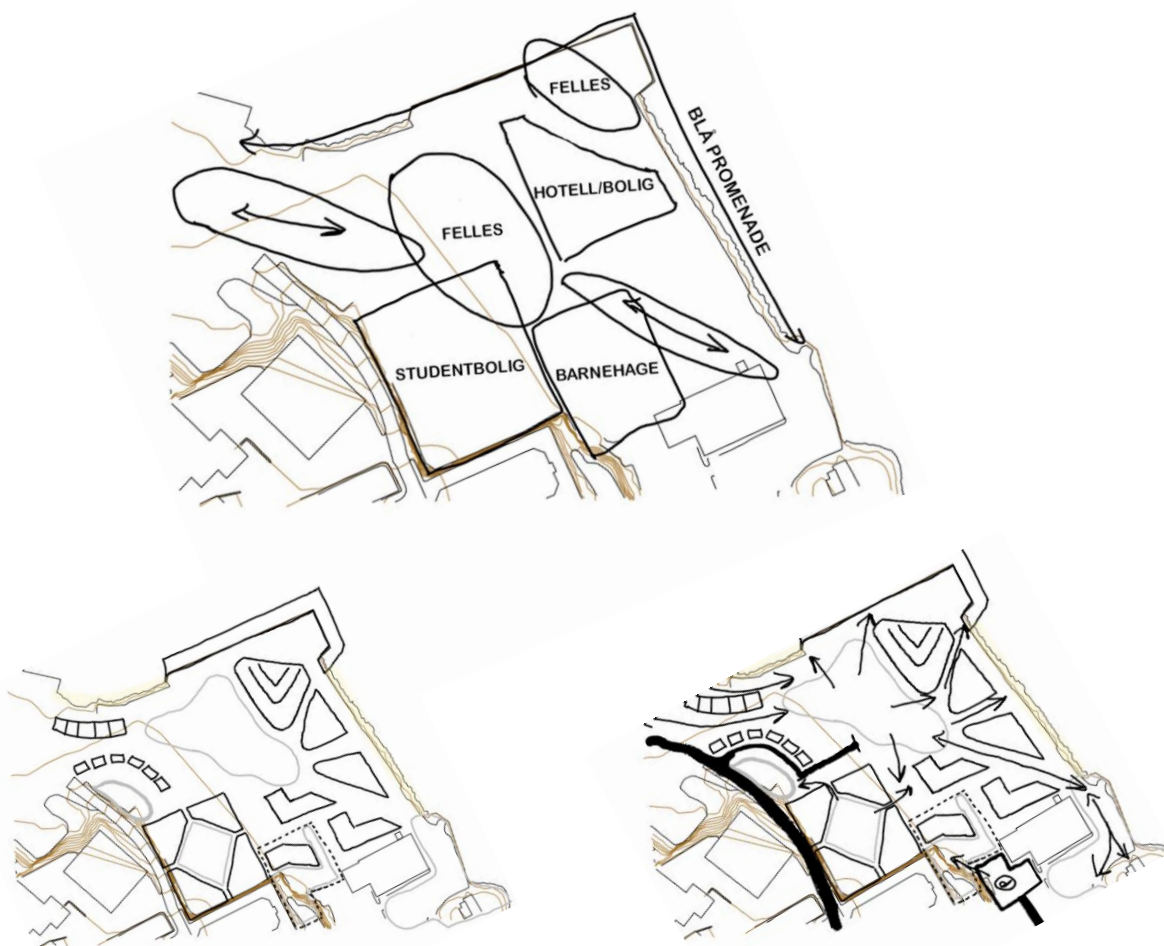 FELLES
BLÅ PROMENADE
HOTELL/BOLIG
FELLES
STUDENTBOLIG
BARNEHAGE